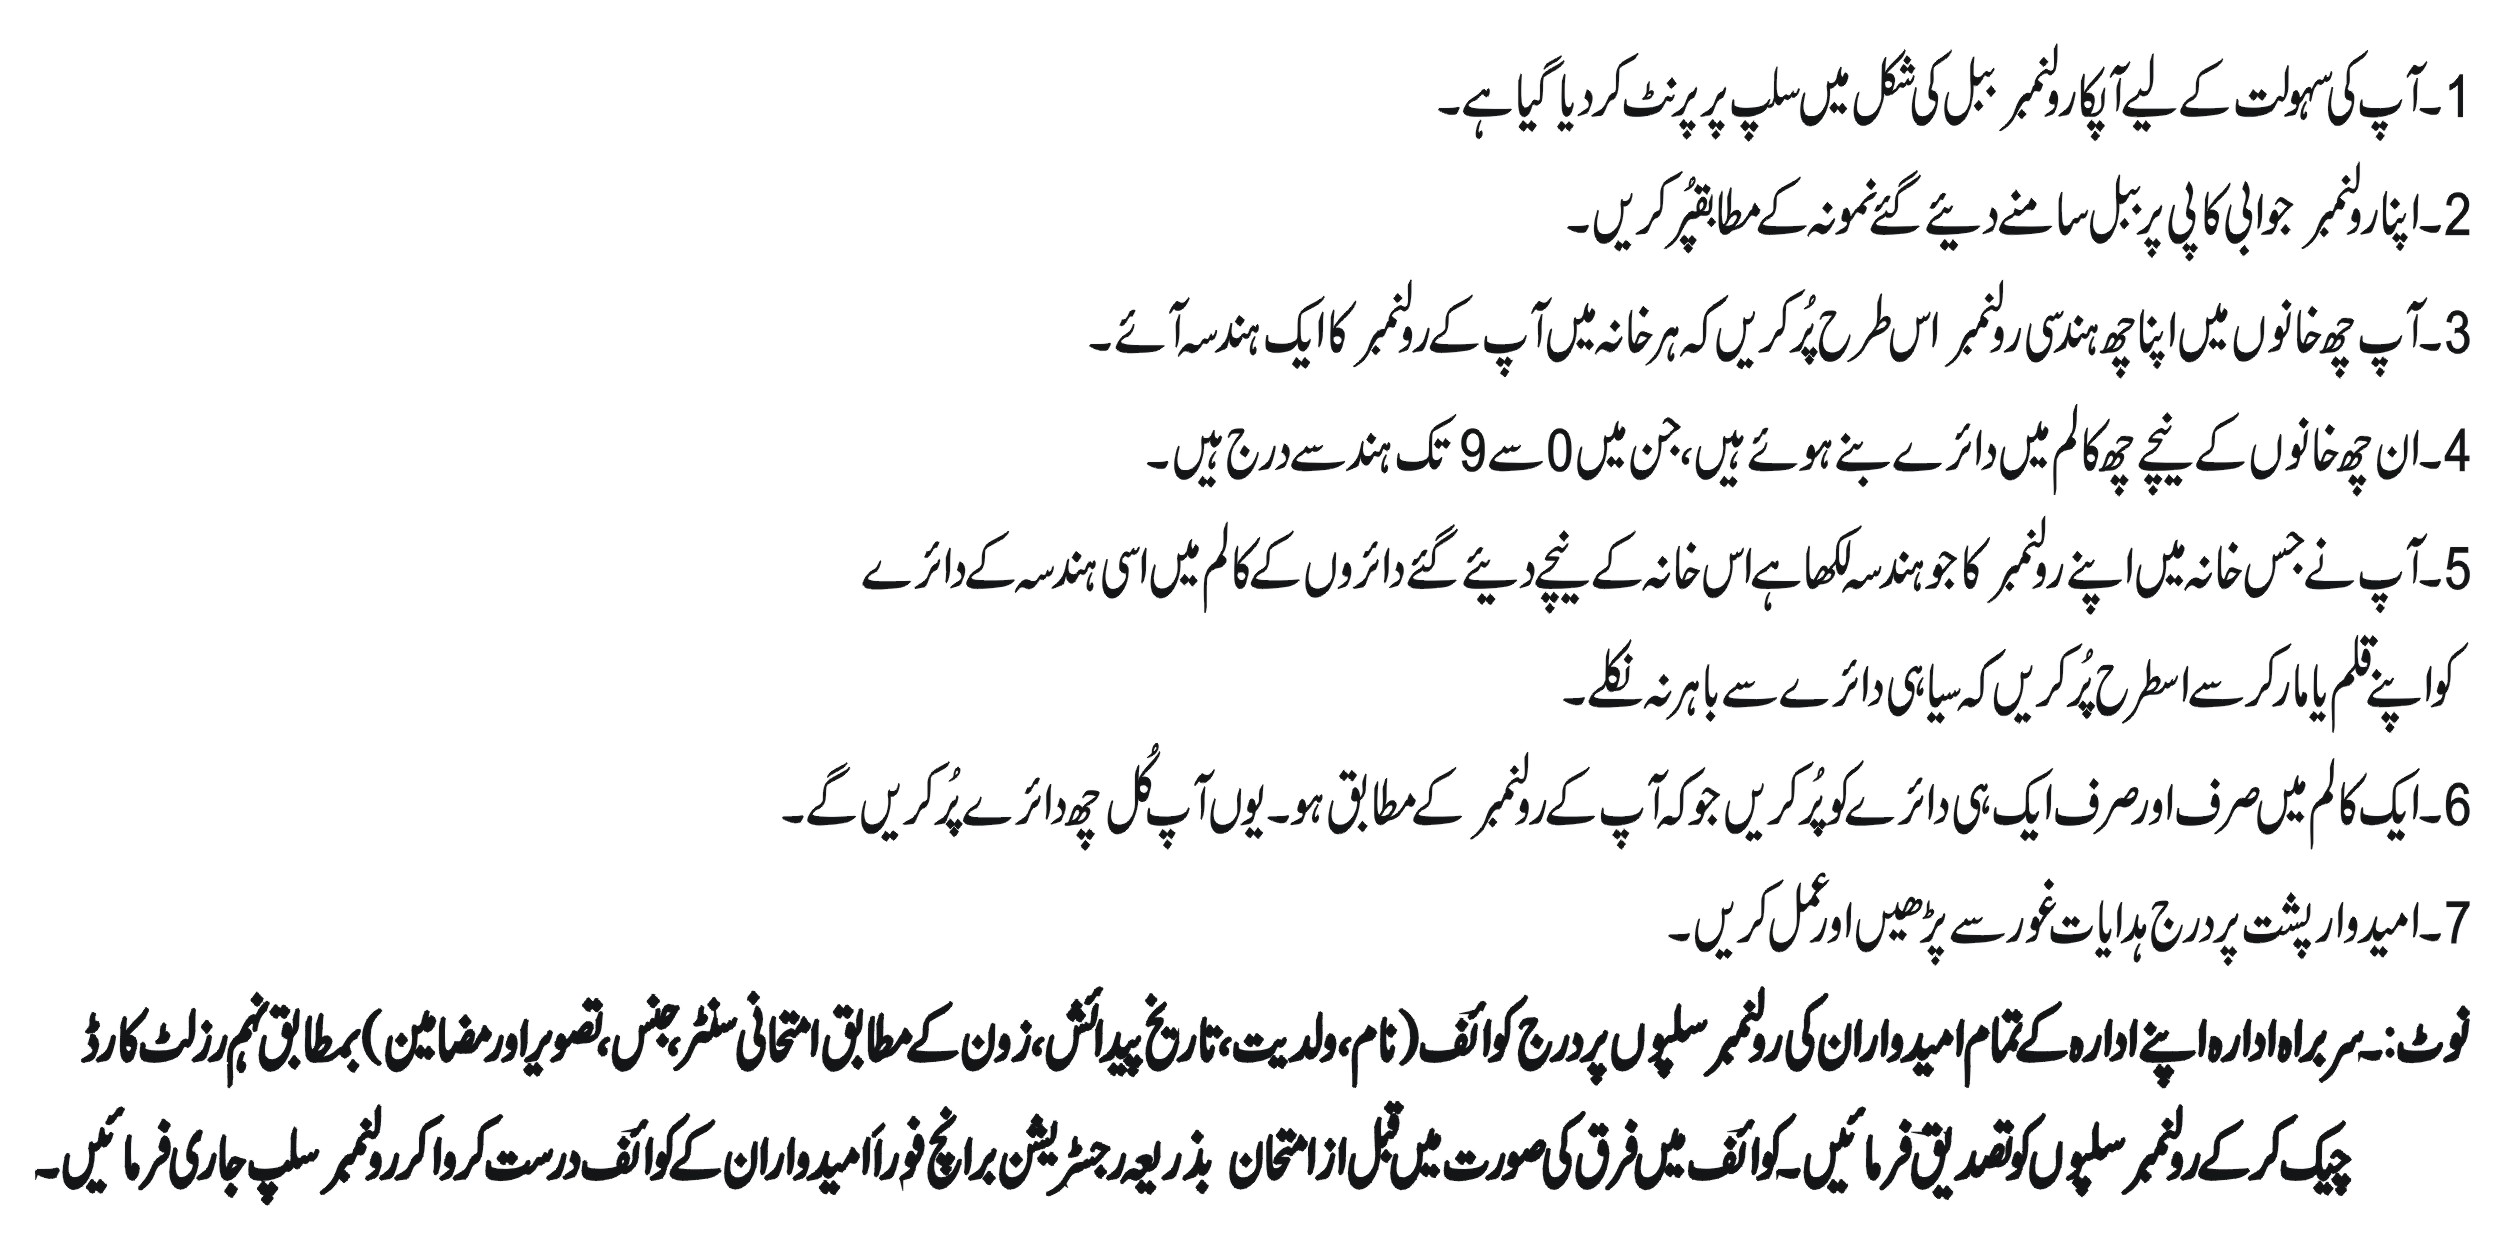 1۔آپ کی سہولت کے لیے آپکا رولنمبر ببل کی شکل میں سلپ پر پرنٹ کر دیا گیا ہے۔
2۔اپنا رولنمبر جوابی کاپی پر ببل سامنے دیئے گئے نمونہ کے مطابق پُر کریں۔
3۔آپ چھ خانوں میں اپنا چھ ہندسی رولنمبر اس طرح پُر کریں کہ ہر خانہ میں آپ کے رولنمبر کا ایک ہندسہ آئے۔
4۔ان چھ خانوں کے نیچے چھ کالم میں دائرے بنے ہوئے ہیں، جن میں 0 سے 9 تک ہندسے درج ہیں۔
5۔آپ نے جس خانہ میں اپنے رولنمبر کا جو ہندسہ لکھا ہے اس خانہ کے نیچے دیئے گئے دائروں کے کالم میں اسی ہندسہ کے دائرے
کو اپنے قلم یا مارکر سے اسطرح پُر کریں کہ سیاہی دائرے سے باہر نہ نکلے۔
6۔ایک کالم میں صرف اور صرف ایک ہی دائرے کو پُر کریں جو کہ آپ کے رولنمبر کے مطابق ہو۔ یوں آپ کُل چھ دائرے پُر کریں گے۔
7۔امیدوار پشت پر درج ہدایات غور سے پڑھیں اور عمل کریں۔
نوٹ:۔سربراہ ادارہ اپنے ادارہ کے تمام امیدواران کی رولنمبر سلپوں پر درج کوائف (نام، ولدیت، تاریخ پیدائش، زون کے مطابق امتحانی سنٹر، جنس، تصویر اور مضامین) بمطابق رزلٹ کارڈ
چیک کر کے رولنمبر سلپوں کو تصدیق فرمائیں۔ کوائف میں فرق کی صورت میں قبل از امتحان بذریعہ رجسٹریشن برانچ فوراً امیدواران کے کوائف درست کروا کر رولنمبر سلپ جاری فرمائیں۔